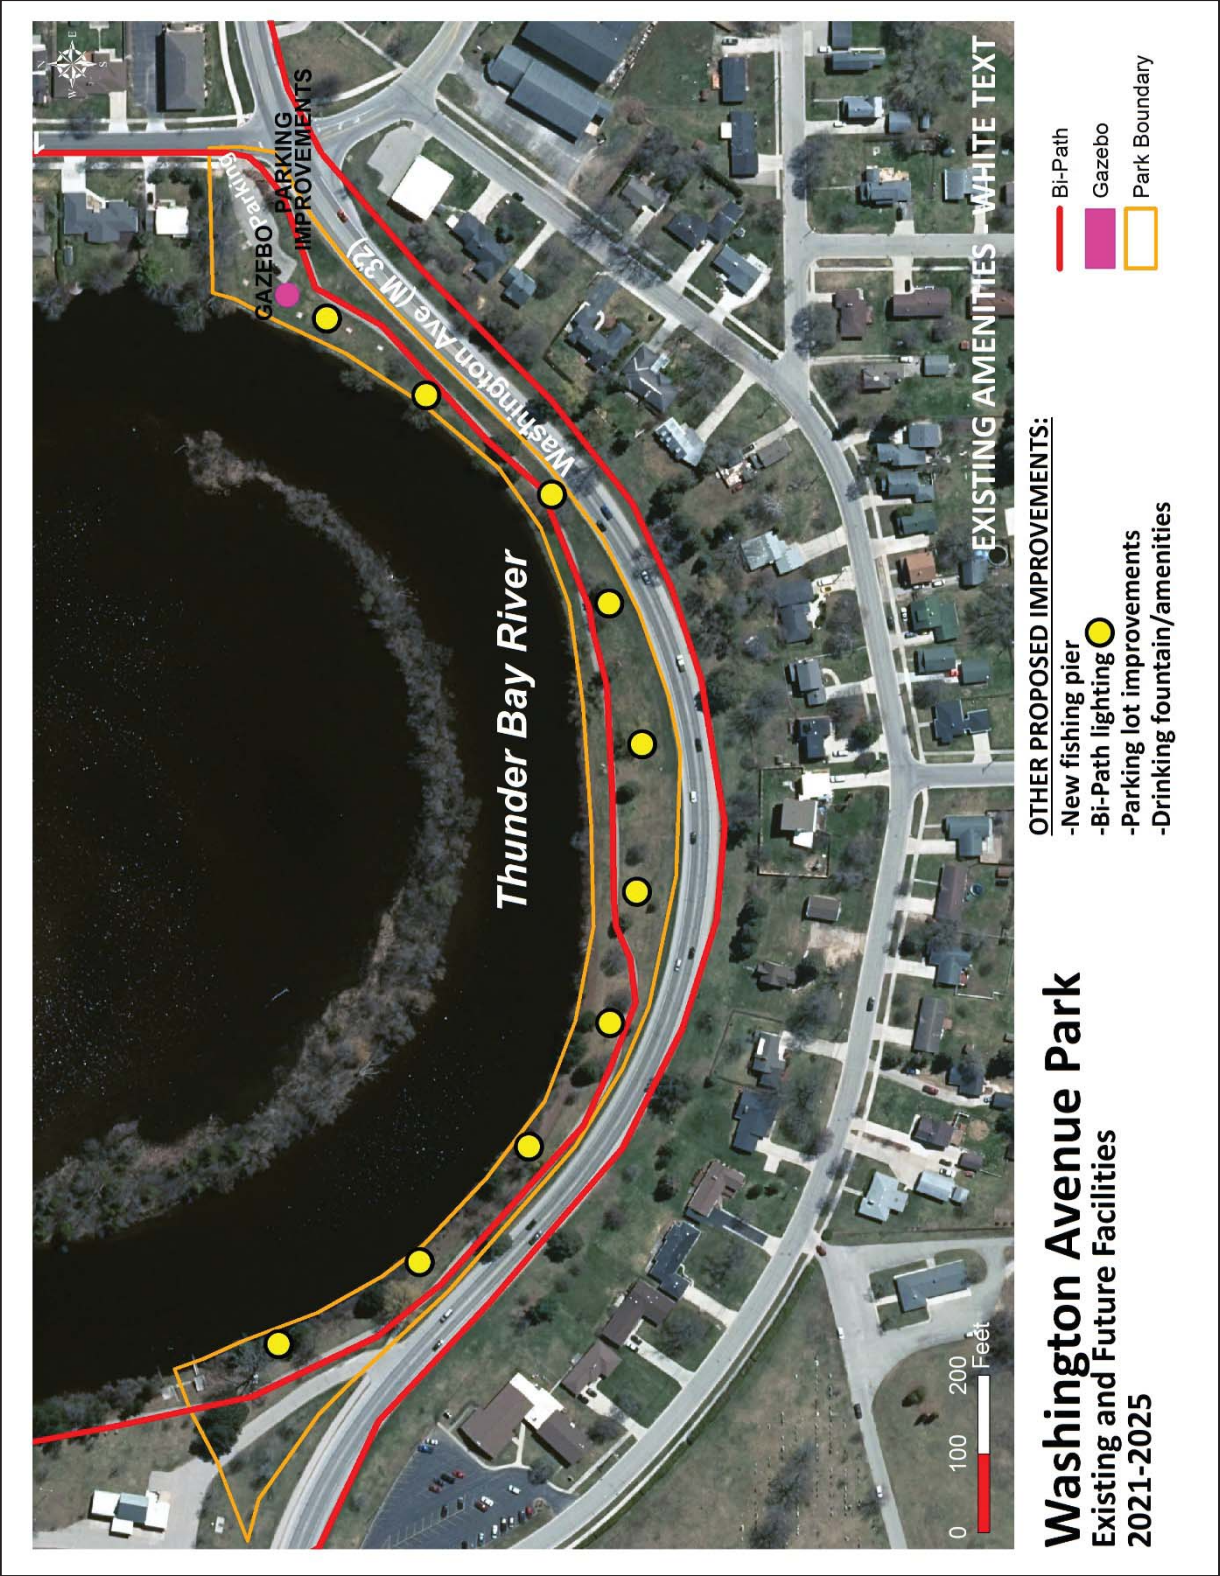 N
E
W
S
Parking
GAZEBO
PARKING
IMPROVEMENTS
Washington Ave (M 32)
Thunder Bay River
EXISTING AMENITIES - WHITE TEXT
0 100 200
Feet
Washington Avenue Park
Existing and Future Facilities
2021-2025
OTHER PROPOSED IMPROVEMENTS:
-New fishing pier
-Bi-Path lighting
-Parking lot improvements
-Drinking fountain/amenities
Bi-Path
Gazebo
Park Boundary